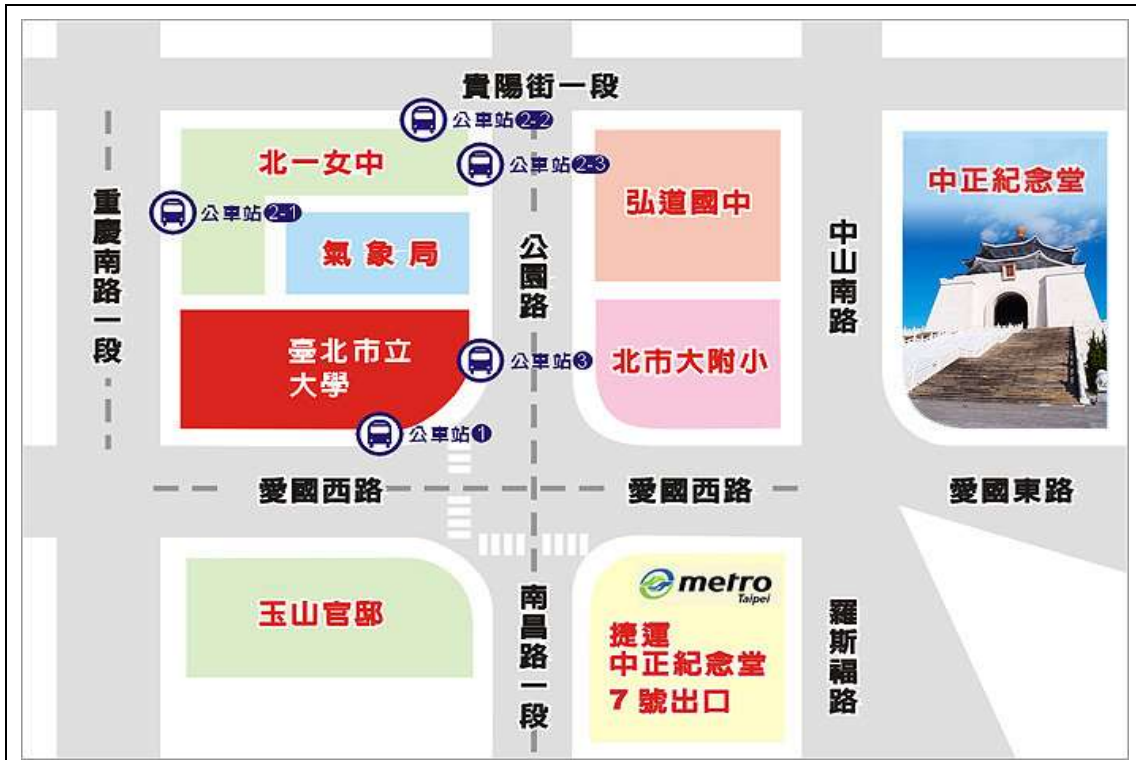 貴陽街一段
公車站2-2
北一女中
公車站2-3
中正紀念堂
弘道國中
重慶南路一段
公車站2-1
氣象局
公園路
中山南路
臺北市立
大學
公車站3
北市大附小
公車站1
愛國西路
愛國西路
愛國東路
metro
Taipei
玉山官邸
南昌路一段
捷運
中正紀念堂
7號出口
羅斯福路